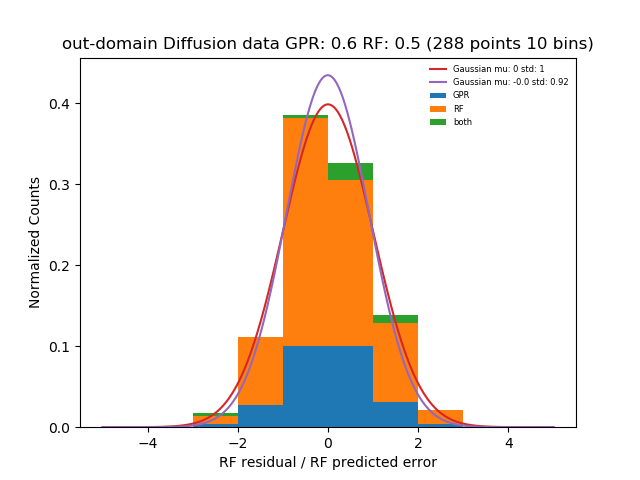 out-domain Diffusion data GPR: 0.6 RF: 0.5 (288 points 10 bins)
Gaussian mu: 0 std: 1
Gaussian mu: -0.0 std: 0.92
GPR
RF
both
Normalized Counts
0.4
0.3
0.2
0.1
0.0
−4 −2 0 2 4
RF residual / RF predicted error